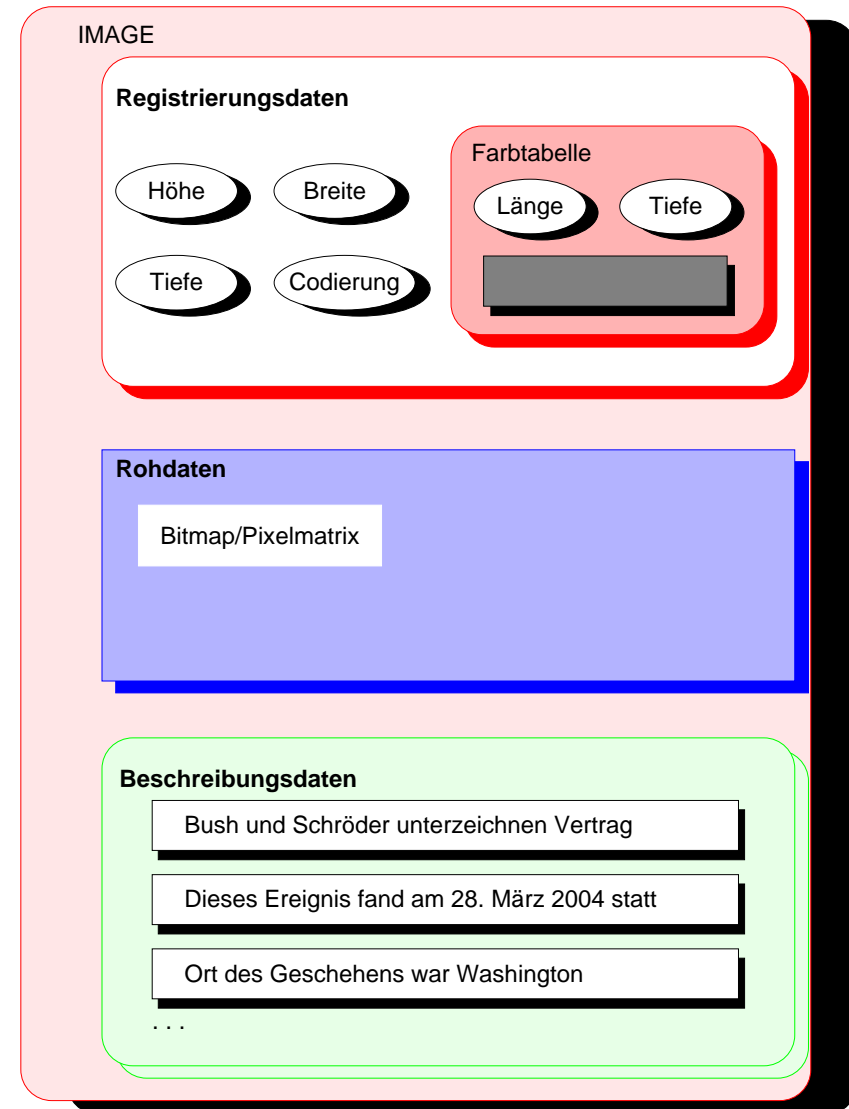 IMAGE
Registrierungsdaten
Farbtabelle
Höhe Breite
Länge Tiefe
Tiefe Codierung
Rohdaten
Bitmap/Pixelmatrix
Beschreibungsdaten
Bush und Schröder unterzeichnen Vertrag
Dieses Ereignis fand am 28. März 2004 statt
Ort des Geschehens war Washington
. . .